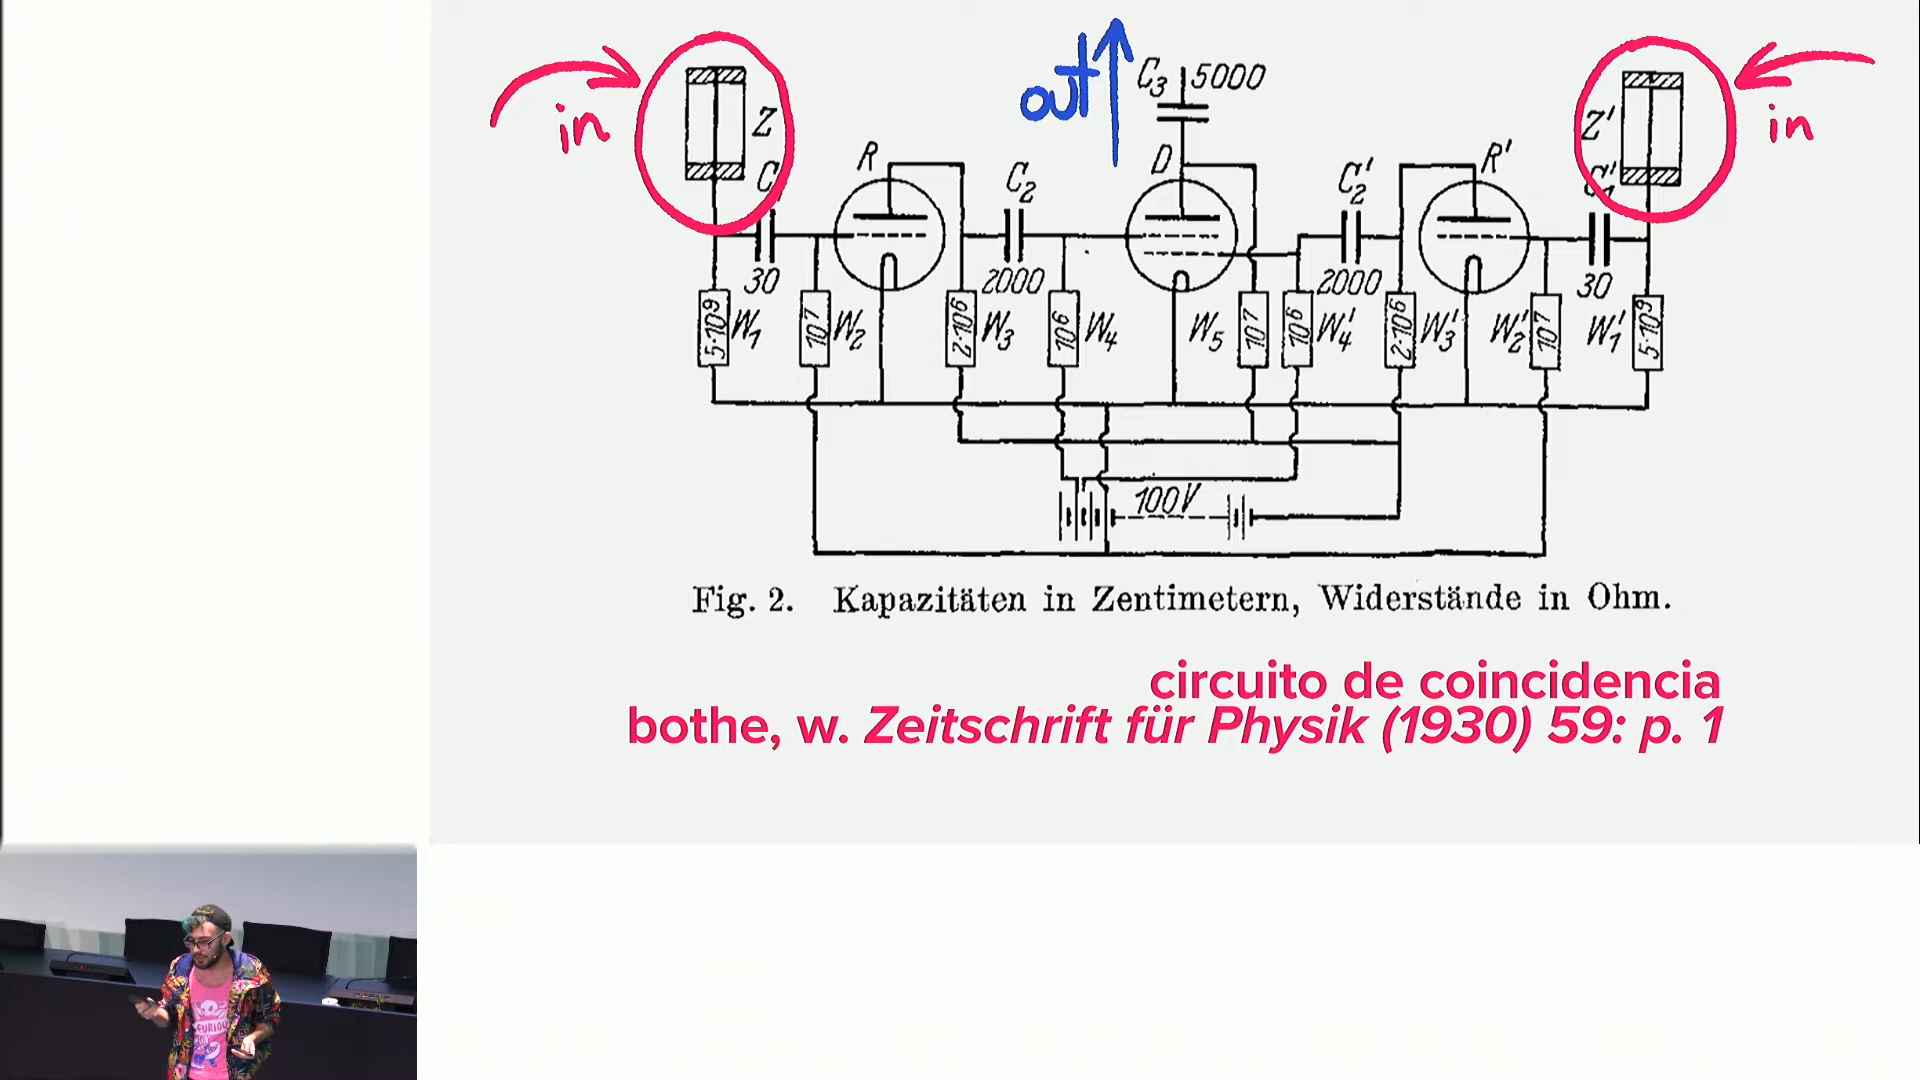 out
C₃ 5000
in
Z
C
R
C₂
D
C₂'
R'
Z'
C₁'
in
30
2000
2000
30
5·10⁹ W₁
10⁷ W₂
2·10⁶ W₃
10⁶ W₄
W₅ 10⁷
10⁶ W₄'
2·10⁶ W₃'
W₂' 10⁷
W₁' 5·10⁹
100V
Fig. 2. Kapazitäten in Zentimetern, Widerstände in Ohm.
circuito de coincidencia
bothe, w. Zeitschrift für Physik (1930) 59: p. 1
FURIOU